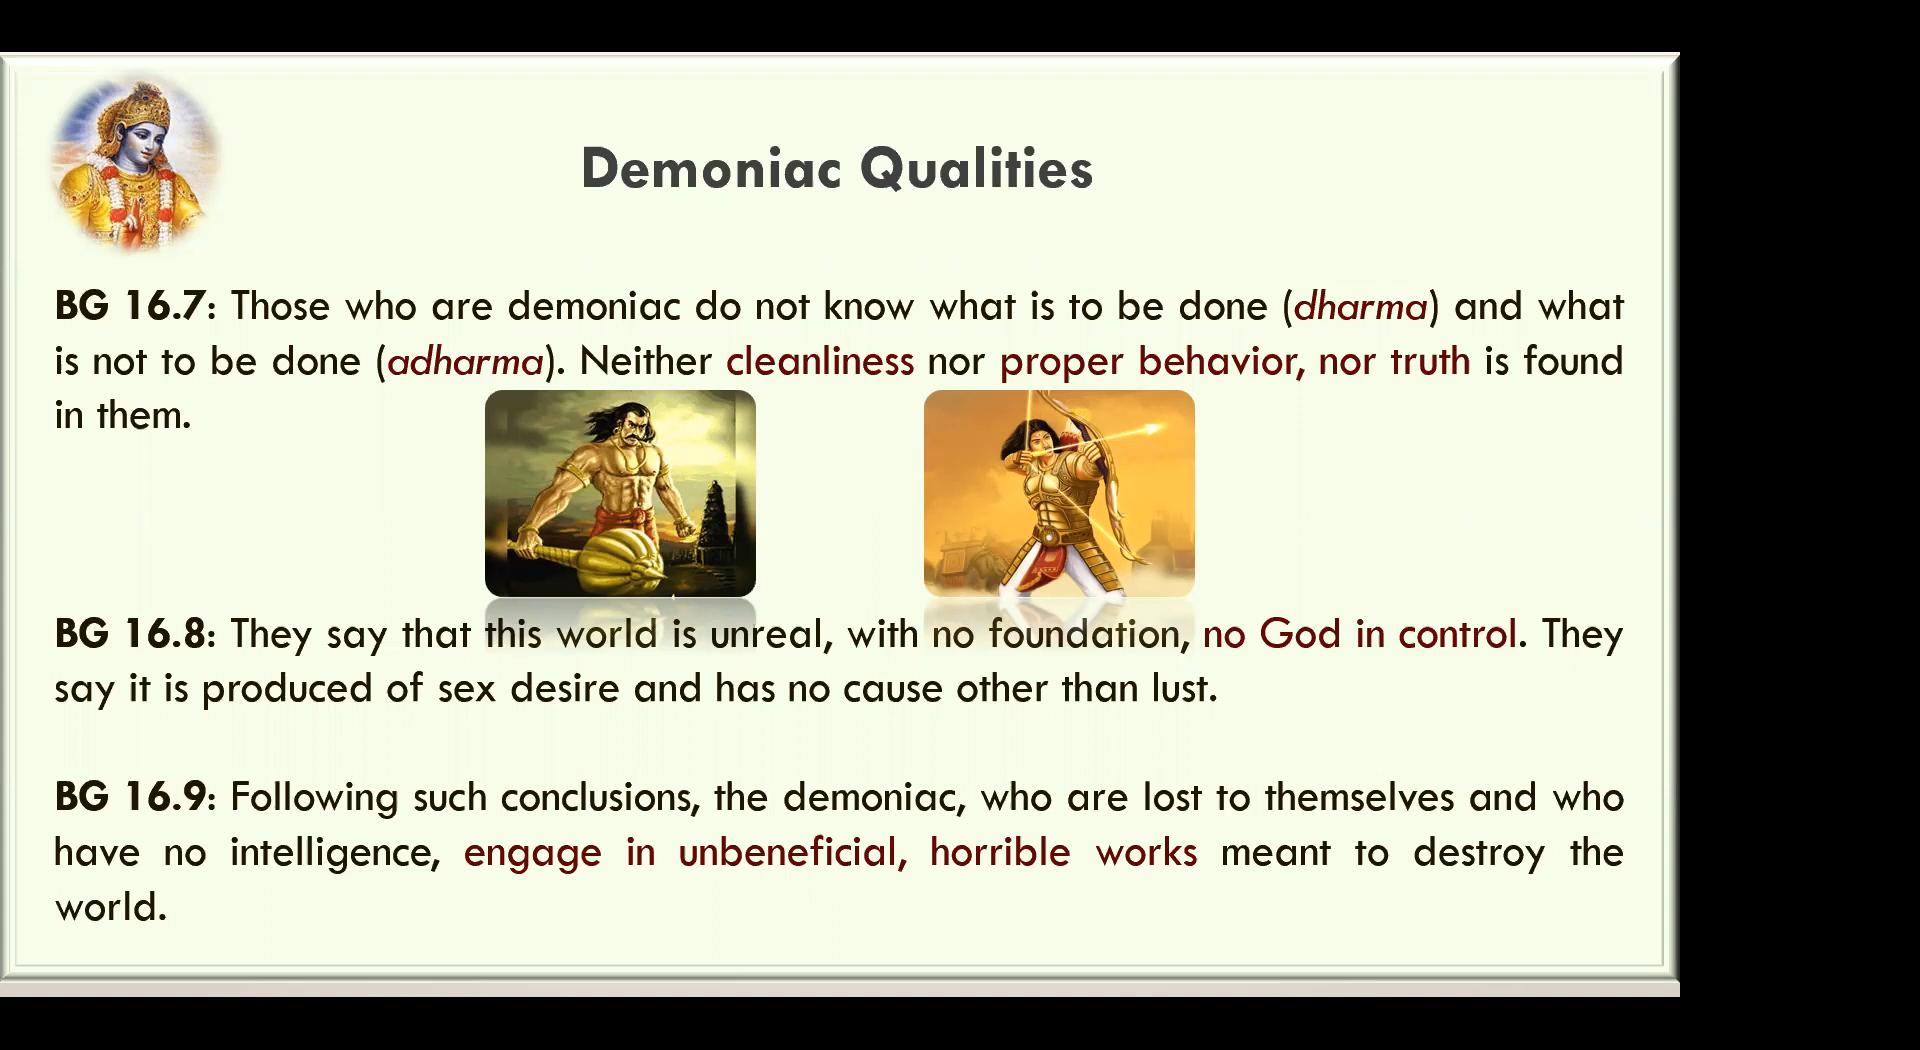 Demoniac Qualities
BG 16.7: Those who are demoniac do not know what is to be done (dharma) and what
is not to be done (adharma). Neither cleanliness nor proper behavior, nor truth is found
in them.
BG 16.8: They say that this world is unreal, with no foundation, no God in control. They
say it is produced of sex desire and has no cause other than lust.
BG 16.9: Following such conclusions, the demoniac, who are lost to themselves and who
have no intelligence, engage in unbeneficial, horrible works meant to destroy the
world.